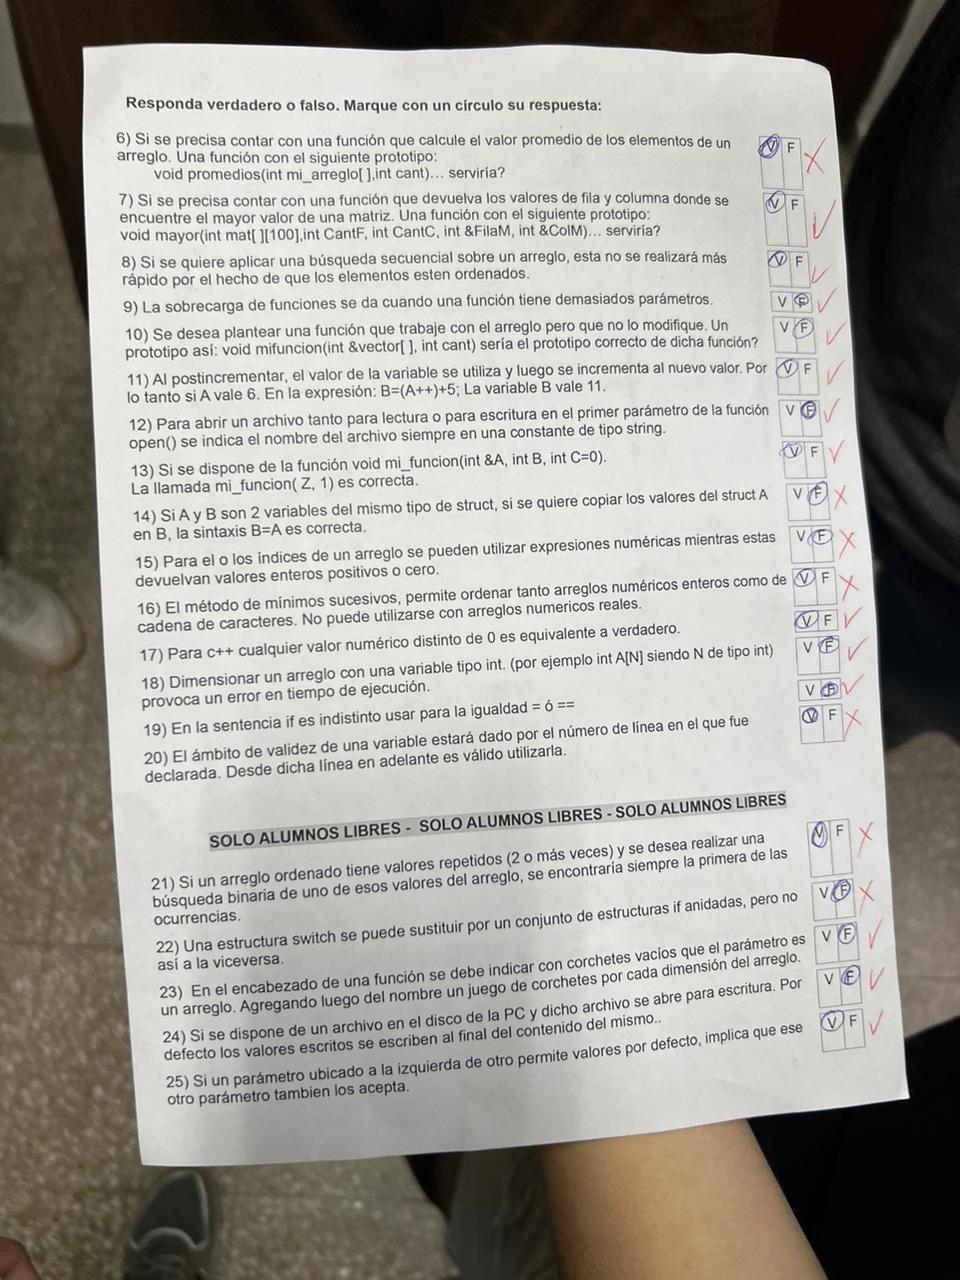 Responda verdadero o falso. Marque con un círculo su respuesta:
6) Si se precisa contar con una función que calcule el valor promedio de los elementos de un
arreglo. Una función con el siguiente prototipo:
void promedios(int mi_arreglo[ ],int cant)... serviría?
V F
7) Si se precisa contar con una función que devuelva los valores de fila y columna donde se
encuentre el mayor valor de una matriz. Una función con el siguiente prototipo:
void mayor(int mat[ ][100],int CantF, int CantC, int &FilaM, int &ColM)... serviría?
V F
8) Si se quiere aplicar una búsqueda secuencial sobre un arreglo, esta no se realizará más
rápido por el hecho de que los elementos esten ordenados.
V F
9) La sobrecarga de funciones se da cuando una función tiene demasiados parámetros.
V F
10) Se desea plantear una función que trabaje con el arreglo pero que no lo modifique. Un
prototipo así: void mifuncion(int &vector[ ], int cant) sería el prototipo correcto de dicha función?
V F
11) Al postincrementar, el valor de la variable se utiliza y luego se incrementa al nuevo valor. Por
lo tanto si A vale 6. En la expresión: B=(A++)+5; La variable B vale 11.
V F
12) Para abrir un archivo tanto para lectura o para escritura en el primer parámetro de la función
open() se indica el nombre del archivo siempre en una constante de tipo string.
V F
13) Si se dispone de la función void mi_funcion(int &A, int B, int C=0).
La llamada mi_funcion( Z, 1) es correcta.
V F
14) Si A y B son 2 variables del mismo tipo de struct, si se quiere copiar los valores del struct A
en B, la sintaxis B=A es correcta.
V F
15) Para el o los índices de un arreglo se pueden utilizar expresiones numéricas mientras estas
devuelvan valores enteros positivos o cero.
V F
16) El método de mínimos sucesivos, permite ordenar tanto arreglos numéricos enteros como de
cadena de caracteres. No puede utilizarse con arreglos numericos reales.
V F
17) Para c++ cualquier valor numérico distinto de 0 es equivalente a verdadero.
V F
18) Dimensionar un arreglo con una variable tipo int. (por ejemplo int A[N] siendo N de tipo int)
provoca un error en tiempo de ejecución.
V F
19) En la sentencia if es indistinto usar para la igualdad = ó ==
V F
20) El ámbito de validez de una variable estará dado por el número de línea en el que fue
declarada. Desde dicha línea en adelante es válido utilizarla.
V F
SOLO ALUMNOS LIBRES - SOLO ALUMNOS LIBRES - SOLO ALUMNOS LIBRES
21) Si un arreglo ordenado tiene valores repetidos (2 o más veces) y se desea realizar una
búsqueda binaria de uno de esos valores del arreglo, se encontraría siempre la primera de las
ocurrencias.
V F
22) Una estructura switch se puede sustituir por un conjunto de estructuras if anidadas, pero no
así a la viceversa.
V F
23) En el encabezado de una función se debe indicar con corchetes vacíos que el parámetro es
un arreglo. Agregando luego del nombre un juego de corchetes por cada dimensión del arreglo.
V F
24) Si se dispone de un archivo en el disco de la PC y dicho archivo se abre para escritura. Por
defecto los valores escritos se escriben al final del contenido del mismo..
V F
25) Si un parámetro ubicado a la izquierda de otro permite valores por defecto, implica que ese
otro parámetro tambien los acepta.
V F